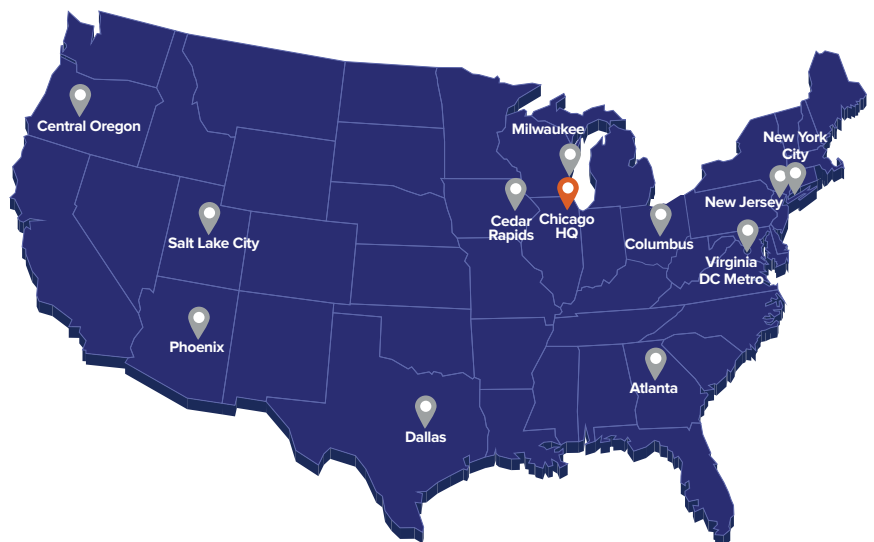 Central Oregon
Milwaukee
New York
City
New Jersey
Cedar
Rapids
Chicago
HQ
Salt Lake City
Columbus
Virginia
DC Metro
Phoenix
Atlanta
Dallas